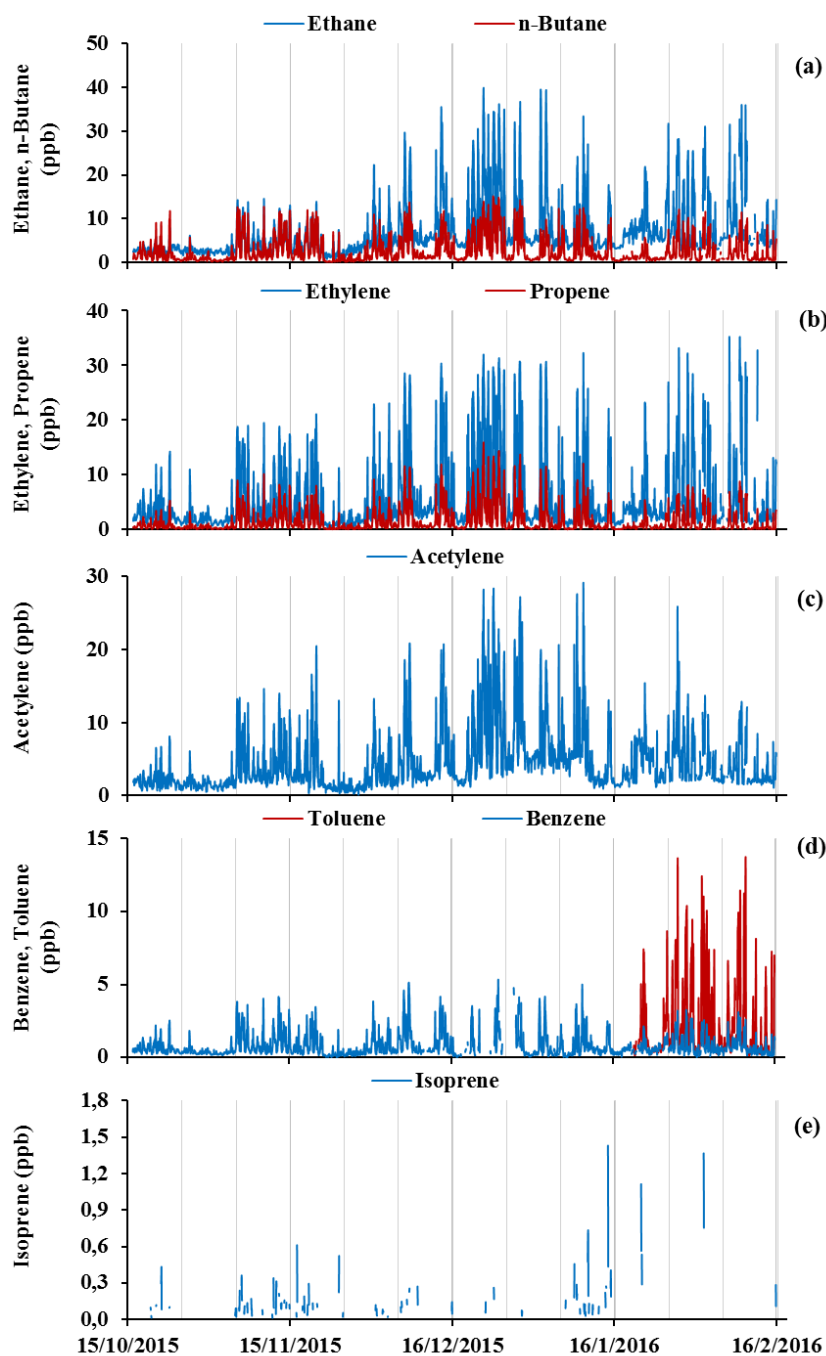 Ethane n-Butane
(a)
Ethane, n-Butane
(ppb)
50
40
30
20
10
0
Ethylene Propene
(b)
Ethylene, Propene
(ppb)
40
30
20
10
0
Acetylene
(c)
Acetylene (ppb)
30
20
10
0
Toluene Benzene
(d)
Benzene, Toluene
(ppb)
15
10
5
0
Isoprene
(e)
Isoprene (ppb)
1,8
1,5
1,2
0,9
0,6
0,3
0,0
15/10/2015 15/11/2015 16/12/2015 16/1/2016 16/2/2016